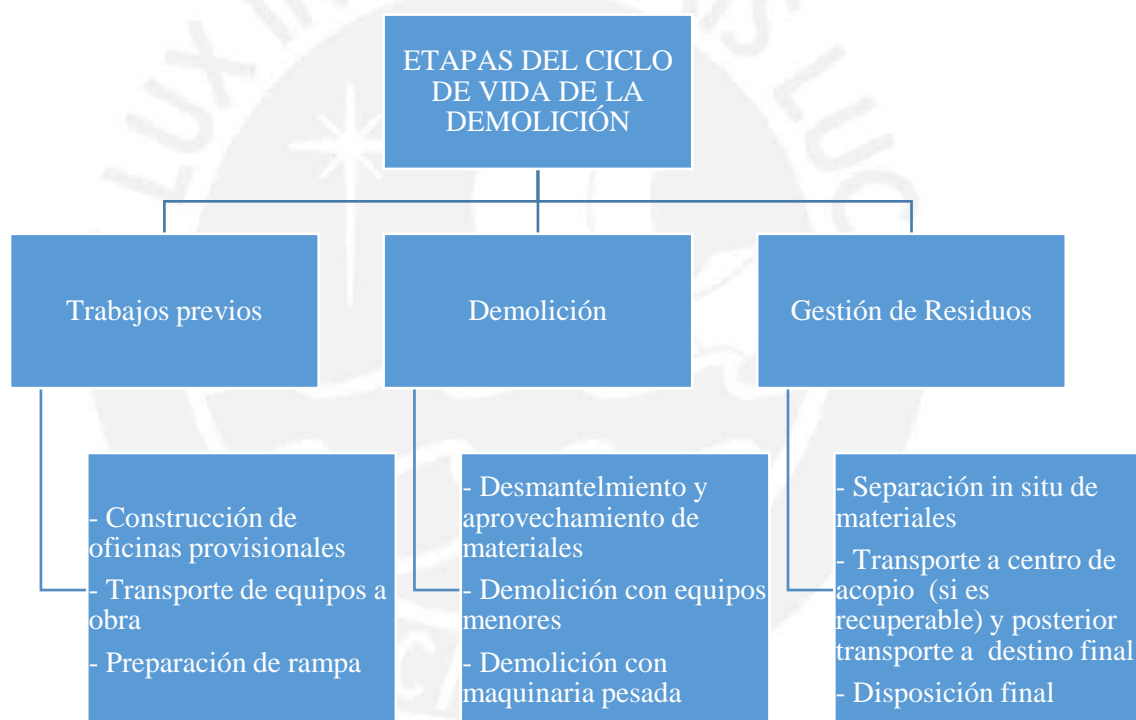 ETAPAS DEL CICLO
DE VIDA DE LA
DEMOLICIÓN
Trabajos previos
Demolición
Gestión de Residuos
- Construcción de
oficinas provisionales
- Transporte de equipos a
obra
- Preparación de rampa
- Desmantelmiento y
aprovechamiento de
materiales
- Demolición con equipos
menores
- Demolición con
maquinaria pesada
- Separación in situ de
materiales
- Transporte a centro de
acopio (si es
recuperable) y posterior
transporte a destino final
- Disposición final
LUX IN